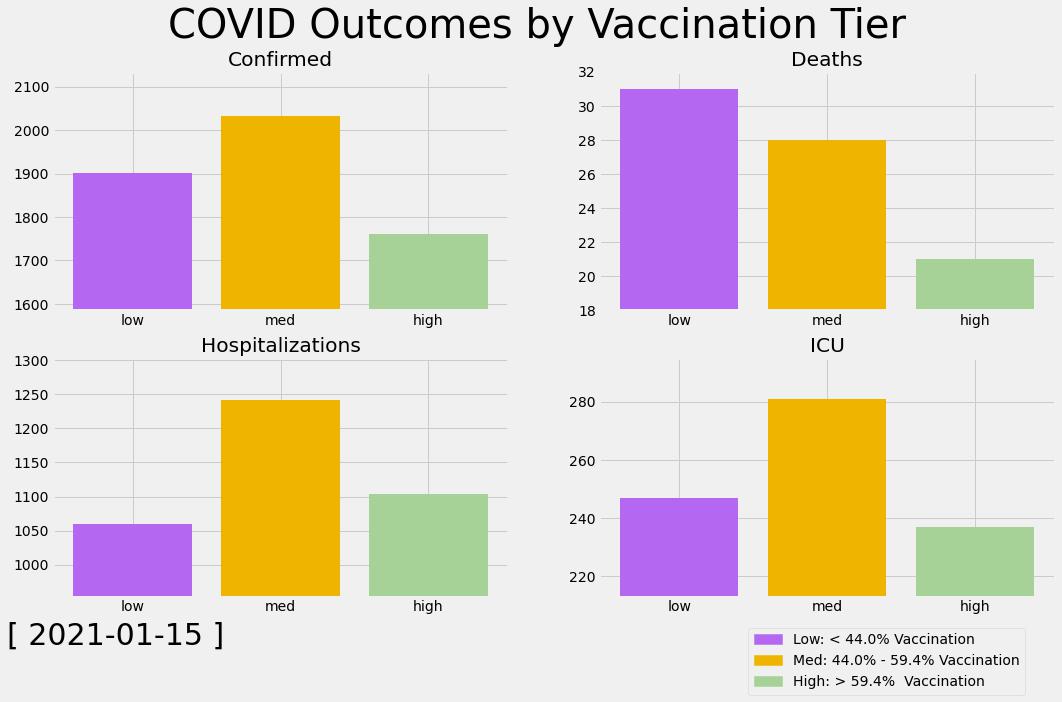 COVID Outcomes by Vaccination Tier
Confirmed
2100
2000
1900
1800
1700
1600
low med high
Deaths
32
30
28
26
24
22
20
18
low med high
Hospitalizations
1300
1250
1200
1150
1100
1050
1000
low med high
ICU
280
260
240
220
low med high
[ 2021-01-15 ]
Low: < 44.0% Vaccination
Med: 44.0% - 59.4% Vaccination
High: > 59.4%  Vaccination